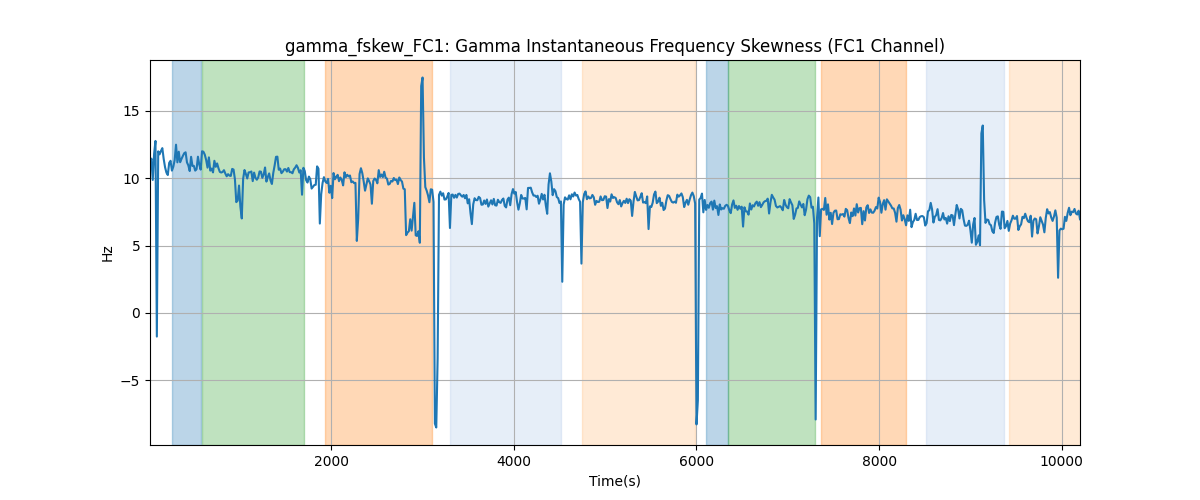 gamma_fskew_FC1: Gamma Instantaneous Frequency Skewness (FC1 Channel)
15
10
5
0
−5
Hz
2000 4000 6000 8000 10000
Time(s)